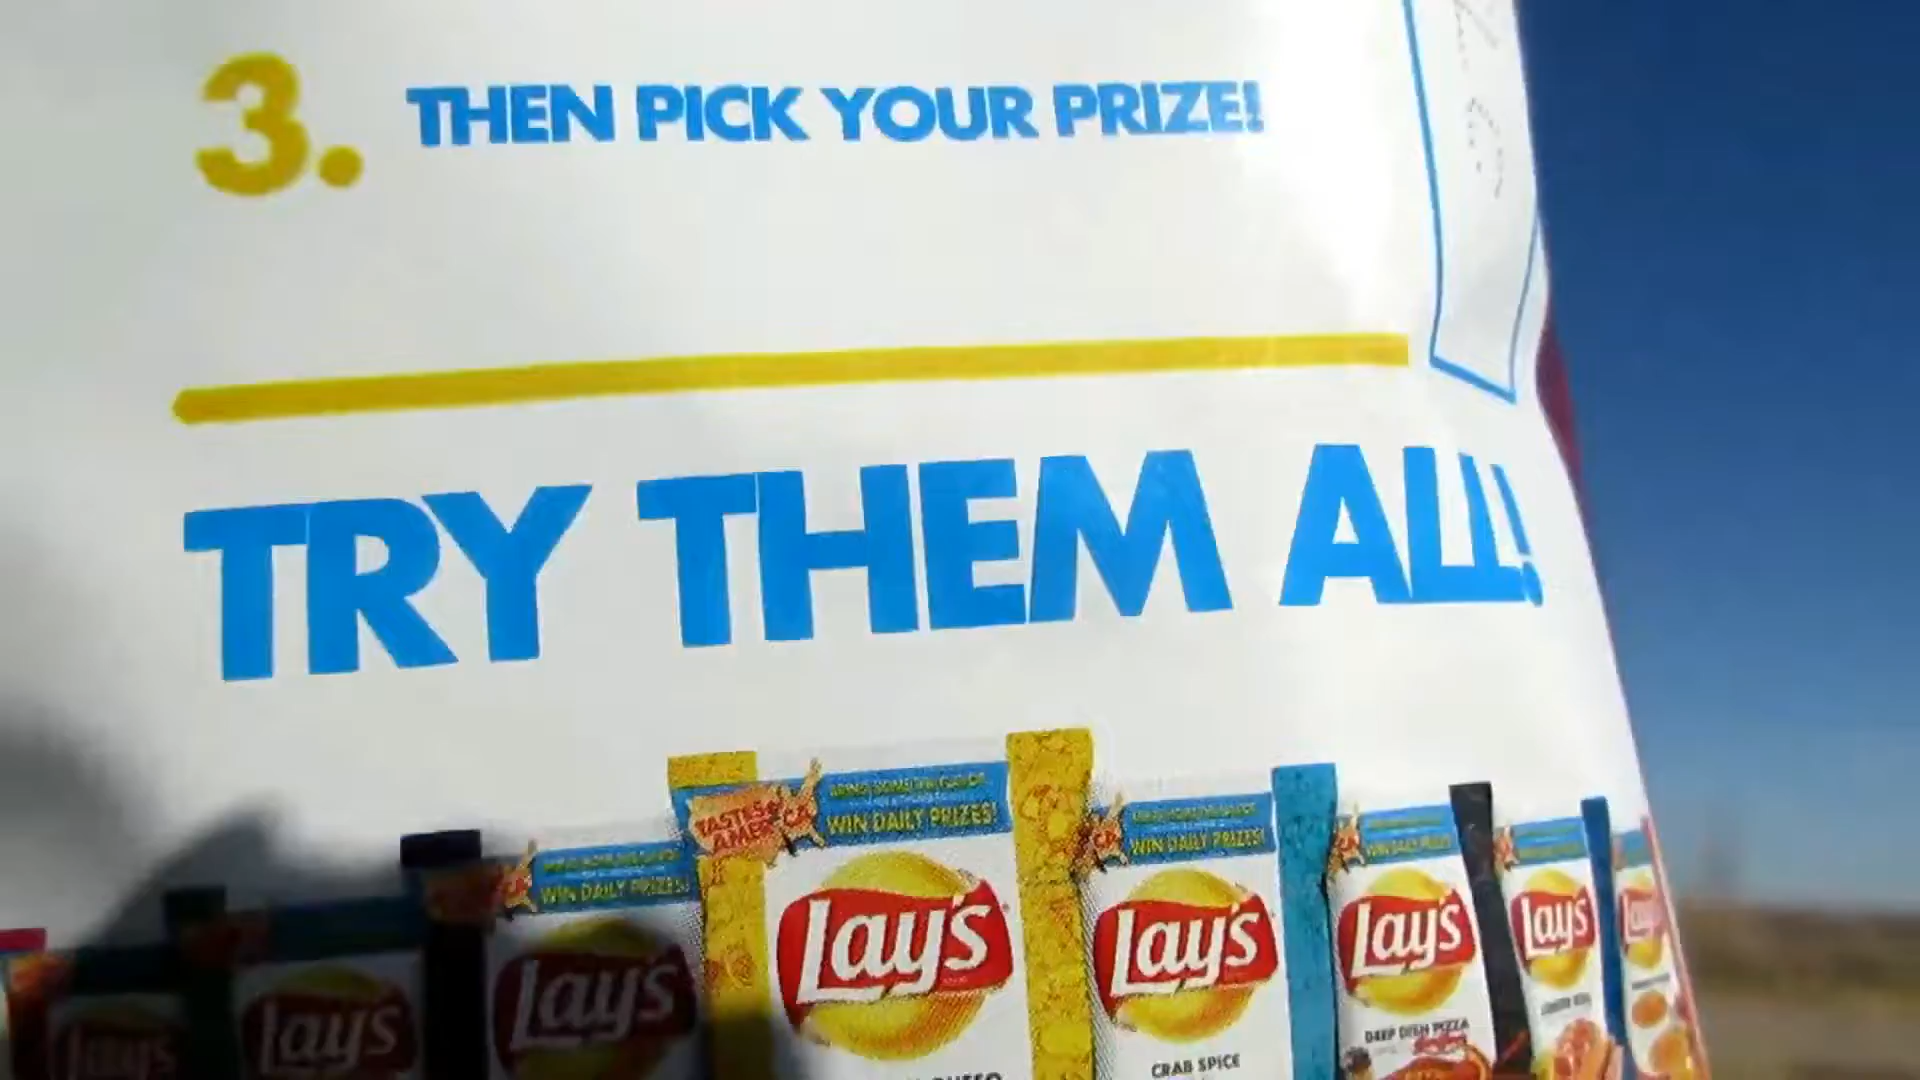 3. THEN PICK YOUR PRIZE!
TRY THEM ALL!
TASTES OF AMERICA
WIN DAILY PRIZES!
WIN DAILY PRIZES!
WIN DAILY PRIZES!
WIN DAILY PRIZES!
Lay's
Lay's
Lay's
Lay's
Lay's
Lay's
Lay's
Lay's
DEEP DISH PIZZA
CRAB SPICE
QUESO